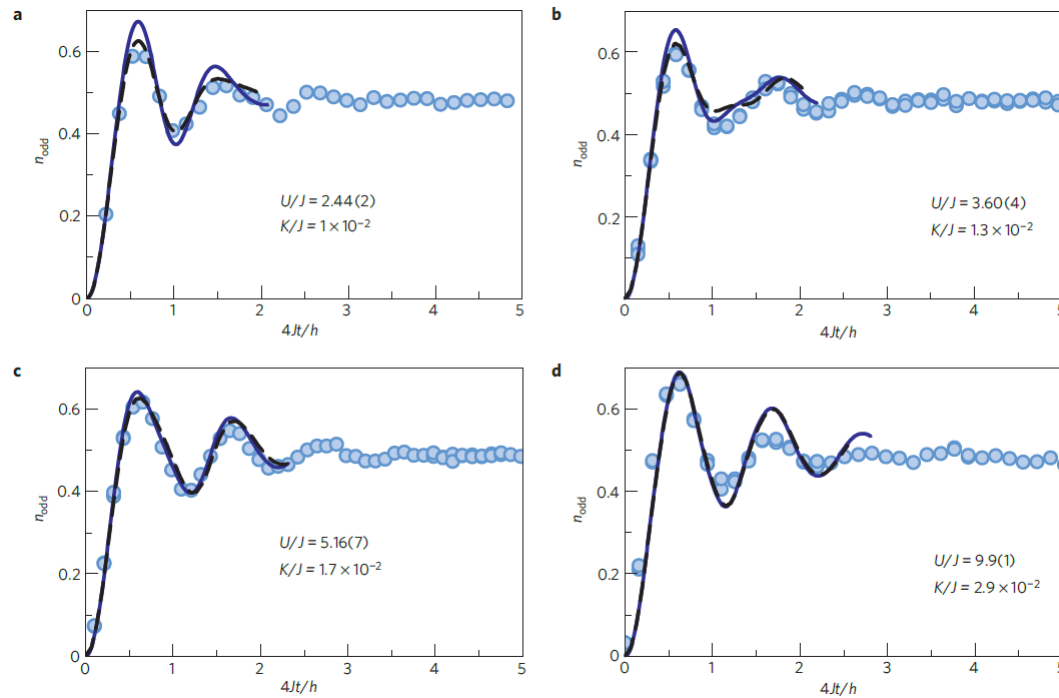 a
0.6
0.4
0.2
0
n_odd
U/J = 2.44(2)
K/J = 1 × 10⁻²
0 1 2 3 4 5
4Jt/h
b
0.6
0.4
0.2
0
n_odd
U/J = 3.60(4)
K/J = 1.3 × 10⁻²
0 1 2 3 4 5
4Jt/h
c
0.6
0.4
0.2
0
n_odd
U/J = 5.16(7)
K/J = 1.7 × 10⁻²
0 1 2 3 4 5
4Jt/h
d
0.6
0.4
0.2
0
n_odd
U/J = 9.9(1)
K/J = 2.9 × 10⁻²
0 1 2 3 4 5
4Jt/h